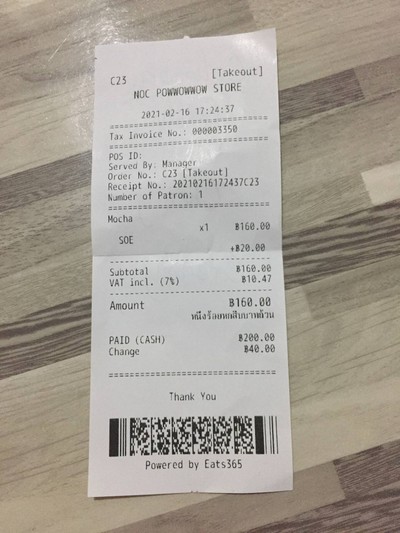 C23 [Takeout]
NOC POWWOWWOW STORE
2021-02-16 17:24:37
Tax Invoice No.: 000003350
POS ID:
Served By: Manager
Order No.: C23 [Takeout]
Receipt No.: 20210216172437C23
Number of Patron: 1
Mocha
x1 ฿160.00
SOE
+฿20.00
Subtotal ฿160.00
VAT incl. (7%) ฿10.47
Amount ฿160.00
หนึ่งร้อยหกสิบบาทถ้วน
PAID (CASH) ฿200.00
Change ฿40.00
Thank You
Powered by Eats365